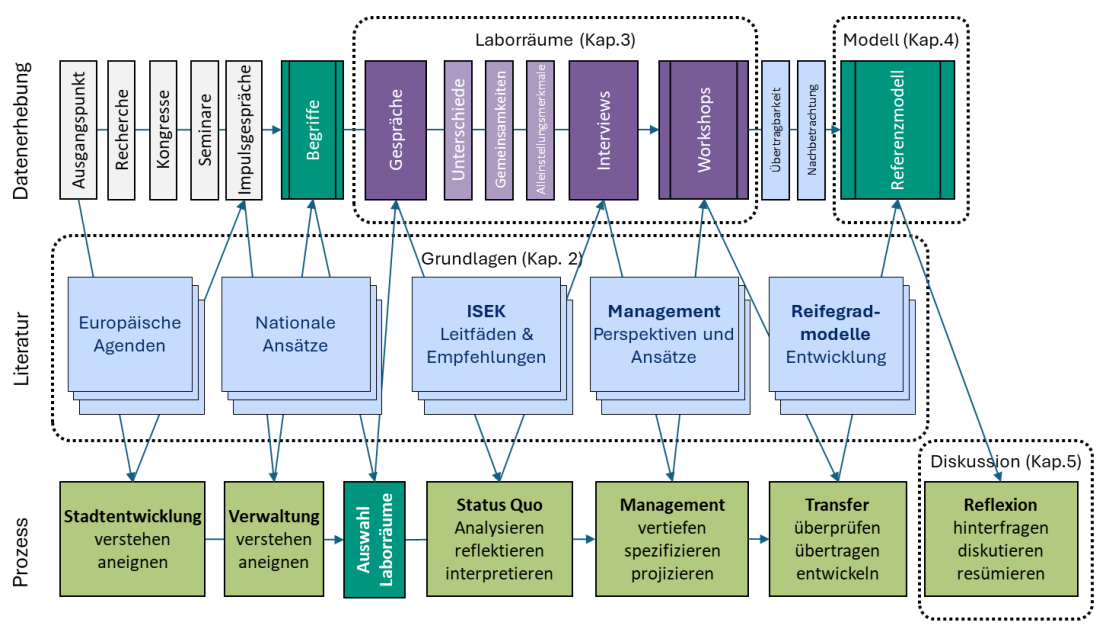 Laborräume (Kap.3)
Modell (Kap.4)
Datenerhebung
Ausgangspunkt
Recherche
Kongresse
Seminare
Impulsgespräche
Begriffe
Gespräche
Unterschiede
Gemeinsamkeiten
Alleinstellungsmerkmale
Interviews
Workshops
Übertragbarkeit
Nachbetrachtung
Referenzmodell
Grundlagen (Kap. 2)
Literatur
Europäische
Agenden
Nationale
Ansätze
ISEK
Leitfäden &
Empfehlungen
Management
Perspektiven und
Ansätze
Reifegrad-
modelle
Entwicklung
Diskussion (Kap.5)
Prozess
Stadtentwicklung
verstehen
aneignen
Verwaltung
verstehen
aneignen
Auswahl
Laborräume
Status Quo
Analysieren
reflektieren
interpretieren
Management
vertiefen
spezifizieren
projizieren
Transfer
überprüfen
übertragen
entwickeln
Reflexion
hinterfragen
diskutieren
resümieren